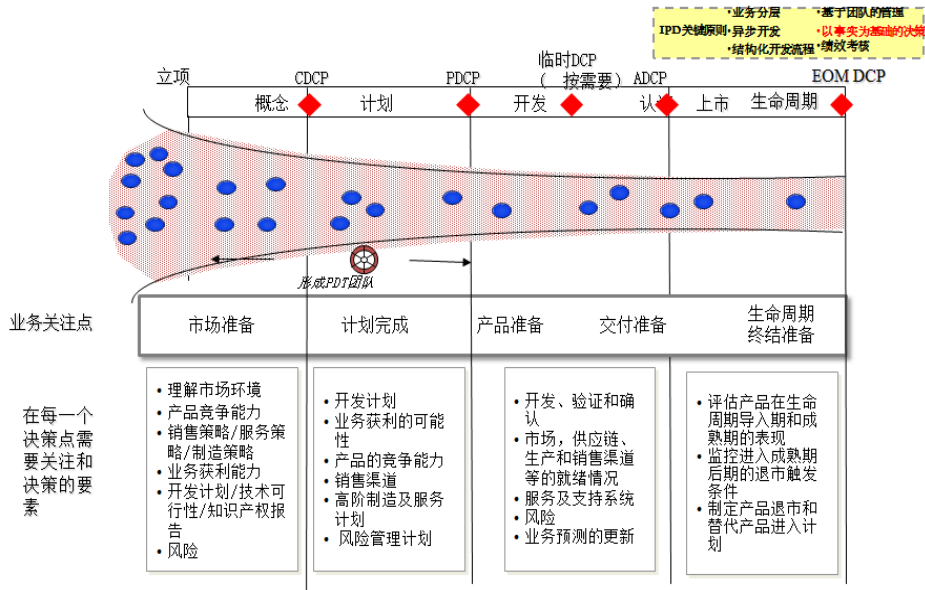 IPD关键原则
•业务分层
•异步开发
•结构化开发流程
•基于团队的管理
•以事实为基础的决策
•绩效考核
立项
CDCP
PDCP
临时DCP
（ 按需要）
ADCP
EOM DCP
概念
计划
开发
认
上市
生命周期
形成PDT团队
业务关注点
市场准备
计划完成
产品准备
交付准备
生命周期
终结准备
在每一个
决策点需
要关注和
决策的要
素
• 理解市场环境
• 产品竞争能力
• 销售策略/服务策
略/制造策略
• 业务获利能力
• 开发计划/技术可
行性/知识产权报
告
• 风险
• 开发计划
• 业务获利的可能
性
• 产品的竞争能力
• 销售渠道
• 高阶制造及服务
计划
• 风险管理计划
• 开发、验证和确
认
• 市场，供应链、
生产和销售渠道
等的就绪情况
• 服务及支持系统
• 风险
• 业务预测的更新
• 评估产品在生命
周期导入期和成
熟期的表现
• 监控进入成熟期
后期的退市触发
条件
• 制定产品退市和
替代产品进入计
划